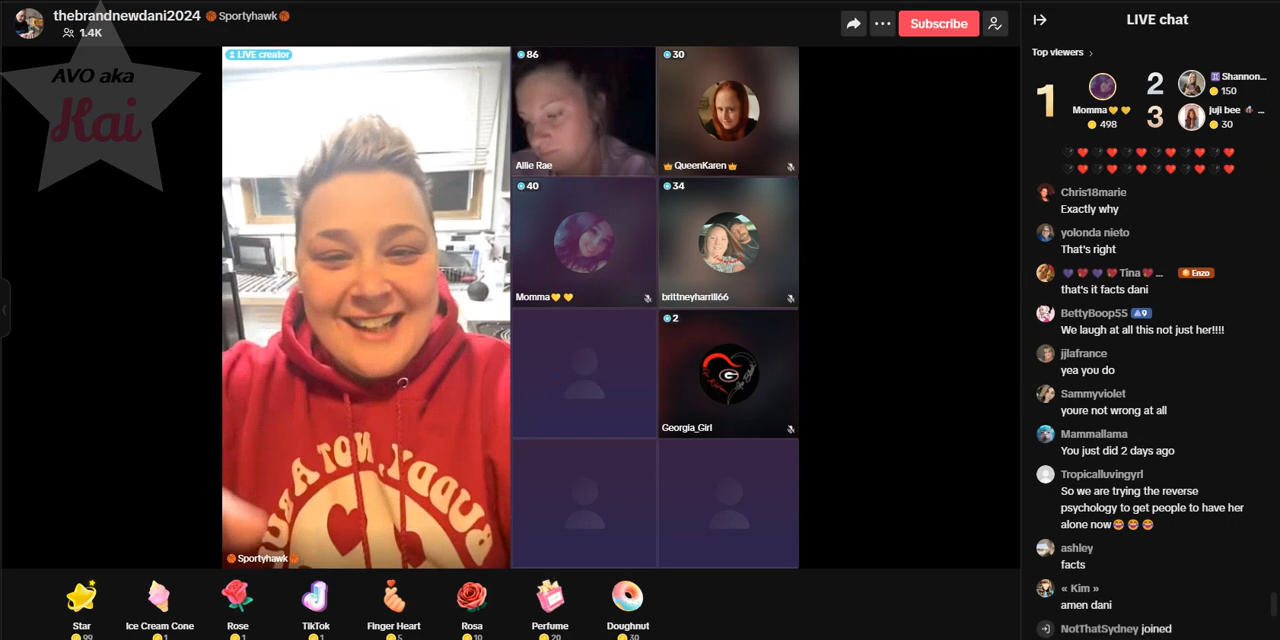 thebrandnewdani2024 🏀 Sportyhawk🏀
1.4K
AVO aka
Kai
Subscribe
LIVE chat
LIVE creator
86
Allie Rae
30
👑 QueenKaren 👑
40
Momma💛 💛
34
brittneyharrill66
2
Georgia_Girl
G
BUDDY, NOT A BU
🏀 Sportyhawk 🏀
Star
99
Ice Cream Cone
1
Rose
1
TikTok
1
Finger Heart
5
Rosa
10
Perfume
20
Doughnut
30
Top viewers
1
Momma💛 💛
498
2
♊ Shannon...
150
3
juji bee 🐝 ...
30
🖤❤️🖤❤️🖤❤️🖤❤️🖤❤️🖤❤️
🖤❤️🖤❤️🖤❤️🖤❤️🖤❤️🖤❤️
Chris18marie
Exactly why
yolonda nieto
That's right
💜 💖 💜 💖 Tina 💖... Enzo
that's it facts dani
BettyBoop55 9
We laugh at all this not just her!!!!
jjlafrance
yea you do
Sammyviolet
youre not wrong at all
Mammallama
You just did 2 days ago
Tropicalluvingyrl
So we are trying the reverse
psychology to get people to have her
alone now😂 😂 😂
ashley
facts
« Kim »
amen dani
NotThatSydney joined